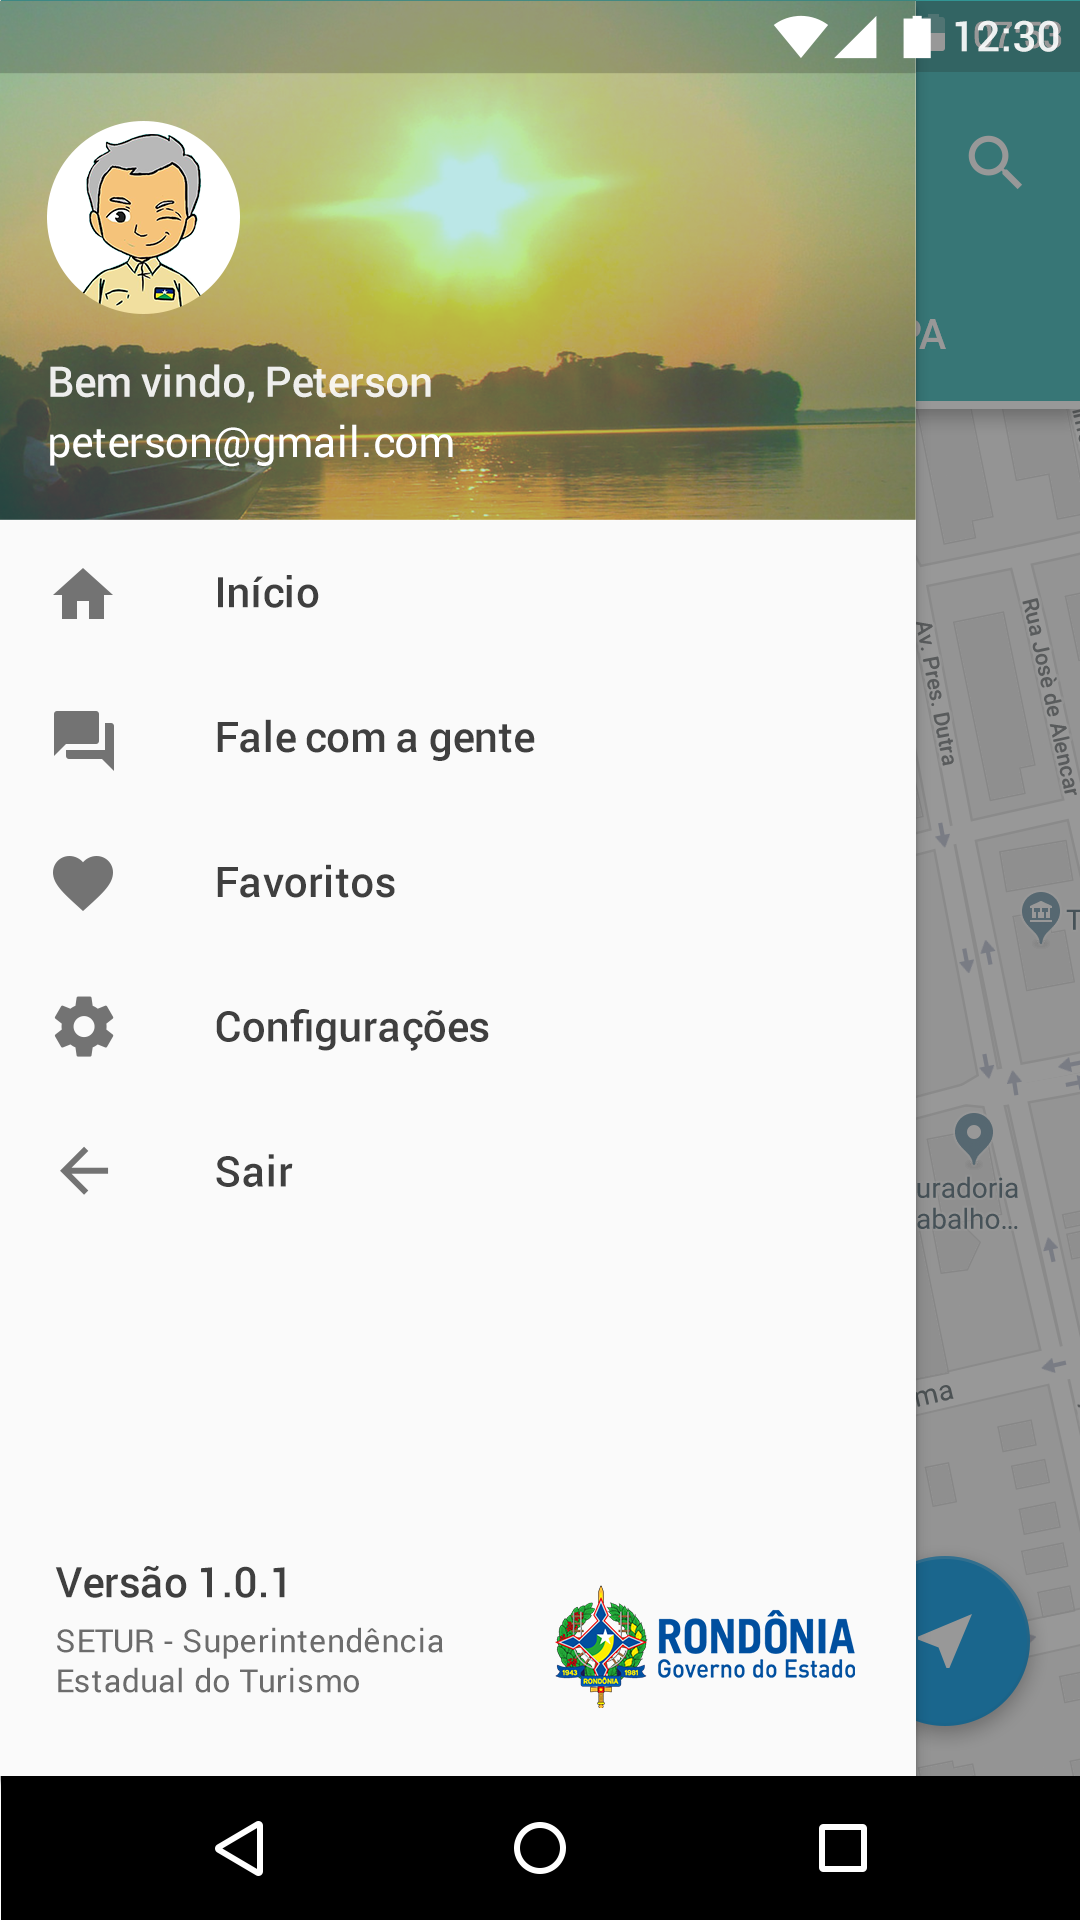 12:30
PA
Bem vindo, Peterson
peterson@gmail.com
Início
Fale com a gente
Favoritos
Configurações
Sair
Av. Pres. Dutra
Rua Josè de Alencar
T
uradoria
abalho...
ma
Versão 1.0.1
SETUR - Superintendência
Estadual do Turismo
1943 1981
RONDÔNIA
RONDÔNIA
Governo do Estado